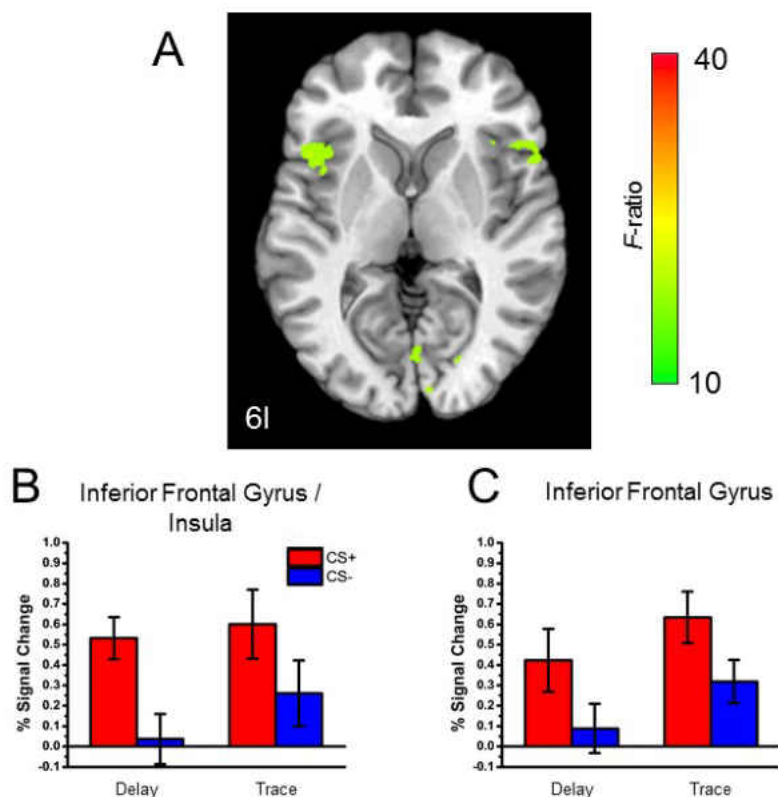 A
40
F-ratio
10
6I
B
Inferior Frontal Gyrus /
Insula
CS+
CS-
1.0
0.9
0.8
0.7
0.6
0.5
0.4
0.3
0.2
0.1
0.0
-0.1
% Signal Change
Delay
Trace
C
Inferior Frontal Gyrus
1.0
0.9
0.8
0.7
0.6
0.5
0.4
0.3
0.2
0.1
0.0
-0.1
% Signal Change
Delay
Trace